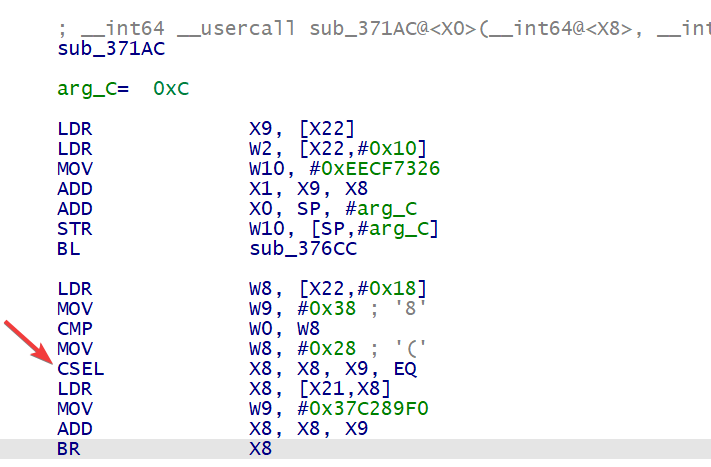 ; __int64 __usercall sub_371AC@<X0>(__int64@<X8>, __int
sub_371AC
arg_C= 0xC
LDR X9, [X22]
LDR W2, [X22,#0x10]
MOV W10, #0xEECF7326
ADD X1, X9, X8
ADD X0, SP, #arg_C
STR W10, [SP,#arg_C]
BL sub_376CC
LDR W8, [X22,#0x18]
MOV W9, #0x38 ; '8'
CMP W0, W8
MOV W8, #0x28 ; '('
CSEL X8, X8, X9, EQ
LDR X8, [X21,X8]
MOV W9, #0x37C289F0
ADD X8, X8, X9
BR X8